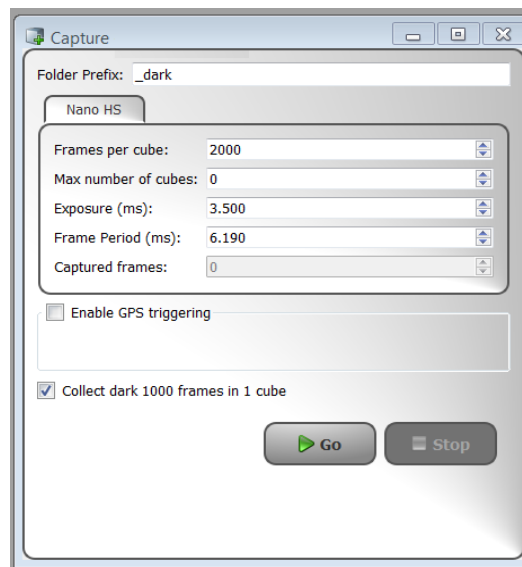 Capture
Folder Prefix: _dark
Nano HS
Frames per cube: 2000
Max number of cubes: 0
Exposure (ms): 3.500
Frame Period (ms): 6.190
Captured frames: 0
Enable GPS triggering
Collect dark 1000 frames in 1 cube
Go Stop